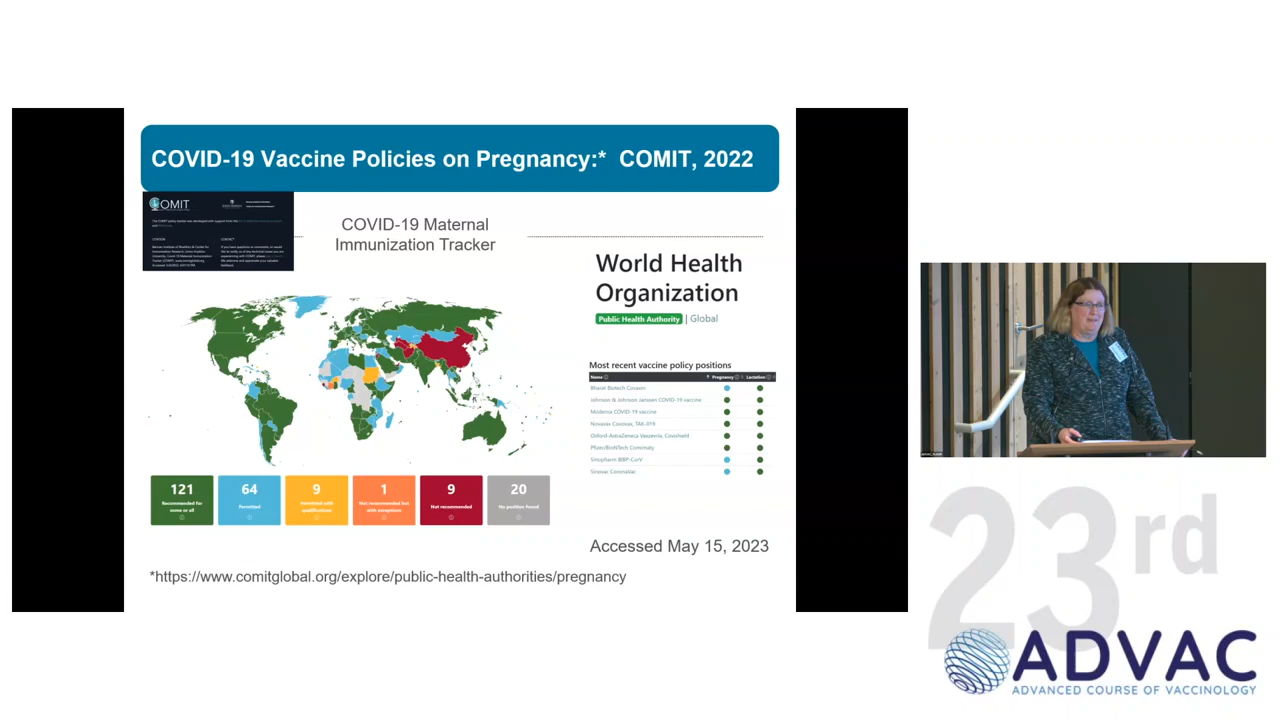 COVID-19 Vaccine Policies on Pregnancy:* COMIT, 2022
COMIT
CITATION
CONTACT
COVID-19 Maternal
Immunization Tracker
World Health
Organization
Public Health Authority | Global
Most recent vaccine policy positions
Name Pregnancy Lactation
Bharat Biotech Covaxin
Johnson & Johnson Janssen COVID-19 vaccine
Moderna COVID-19 vaccine
Novavax Covovax, TAK-019
Oxford-AstraZeneca Vaxzevria, Covishield
Pfizer/BioNTech Comirnaty
Sinopharm BIBP-CorV
Sinovac CoronaVac
121
Recommended for
some or all
64
Permitted
9
Permitted with
qualifications
1
Not recommended but
with exceptions
9
Not recommended
20
No position found
Accessed May 15, 2023
*https://www.comitglobal.org/explore/public-health-authorities/pregnancy
23rd
ADVAC
ADVANCED COURSE OF VACCINOLOGY